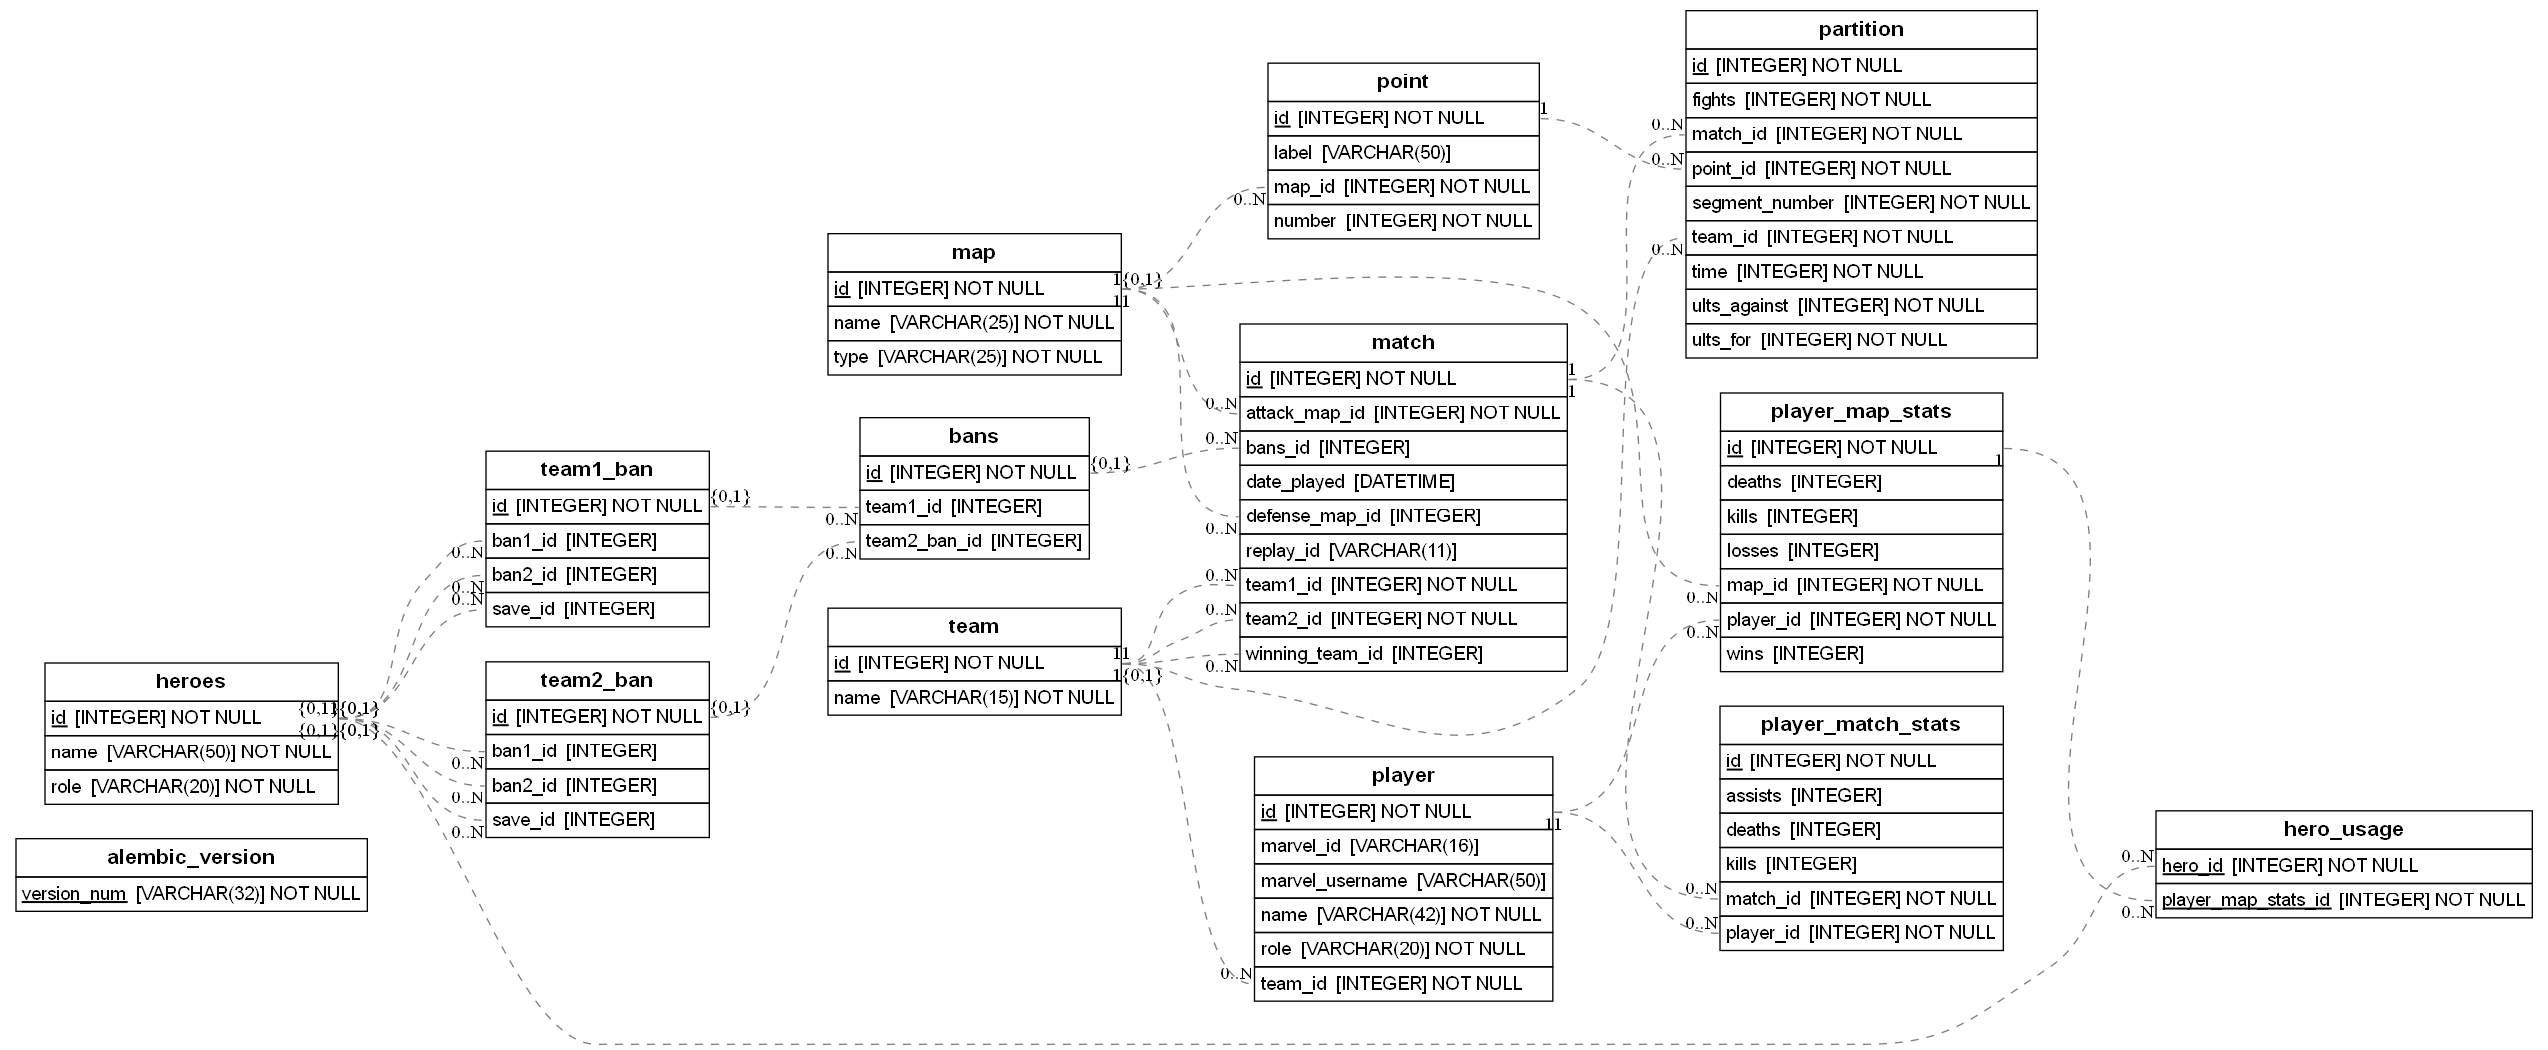 partition
id [INTEGER] NOT NULL
fights [INTEGER] NOT NULL
match_id [INTEGER] NOT NULL
point_id [INTEGER] NOT NULL
segment_number [INTEGER] NOT NULL
team_id [INTEGER] NOT NULL
time [INTEGER] NOT NULL
ults_against [INTEGER] NOT NULL
ults_for [INTEGER] NOT NULL
0..N
0..N
0..N
point
id [INTEGER] NOT NULL
label [VARCHAR(50)]
map_id [INTEGER] NOT NULL
number [INTEGER] NOT NULL
1
0..N
map
id [INTEGER] NOT NULL
name [VARCHAR(25)] NOT NULL
type [VARCHAR(25)] NOT NULL
1{0,1}
11
match
id [INTEGER] NOT NULL
attack_map_id [INTEGER] NOT NULL
bans_id [INTEGER]
date_played [DATETIME]
defense_map_id [INTEGER]
replay_id [VARCHAR(11)]
team1_id [INTEGER] NOT NULL
team2_id [INTEGER] NOT NULL
winning_team_id [INTEGER]
1
1
0..N
0..N
0..N
0..N
0..N
0..N
player_map_stats
id [INTEGER] NOT NULL
deaths [INTEGER]
kills [INTEGER]
losses [INTEGER]
map_id [INTEGER] NOT NULL
player_id [INTEGER] NOT NULL
wins [INTEGER]
1
0..N
0..N
bans
id [INTEGER] NOT NULL
team1_id [INTEGER]
team2_ban_id [INTEGER]
{0,1}
0..N
0..N
team1_ban
id [INTEGER] NOT NULL
ban1_id [INTEGER]
ban2_id [INTEGER]
save_id [INTEGER]
{0,1}
0..N
0..N
0..N
team
id [INTEGER] NOT NULL
name [VARCHAR(15)] NOT NULL
11
1{0,1}
team2_ban
id [INTEGER] NOT NULL
ban1_id [INTEGER]
ban2_id [INTEGER]
save_id [INTEGER]
{0,1}
0..N
0..N
0..N
heroes
id [INTEGER] NOT NULL
name [VARCHAR(50)] NOT NULL
role [VARCHAR(20)] NOT NULL
{0,1}{0,1}
{0,1}{0,1}
player_match_stats
id [INTEGER] NOT NULL
assists [INTEGER]
deaths [INTEGER]
kills [INTEGER]
match_id [INTEGER] NOT NULL
player_id [INTEGER] NOT NULL
0..N
0..N
player
id [INTEGER] NOT NULL
marvel_id [VARCHAR(16)]
marvel_username [VARCHAR(50)]
name [VARCHAR(42)] NOT NULL
role [VARCHAR(20)] NOT NULL
team_id [INTEGER] NOT NULL
11
0..N
hero_usage
hero_id [INTEGER] NOT NULL
player_map_stats_id [INTEGER] NOT NULL
0..N
0..N
alembic_version
version_num [VARCHAR(32)] NOT NULL